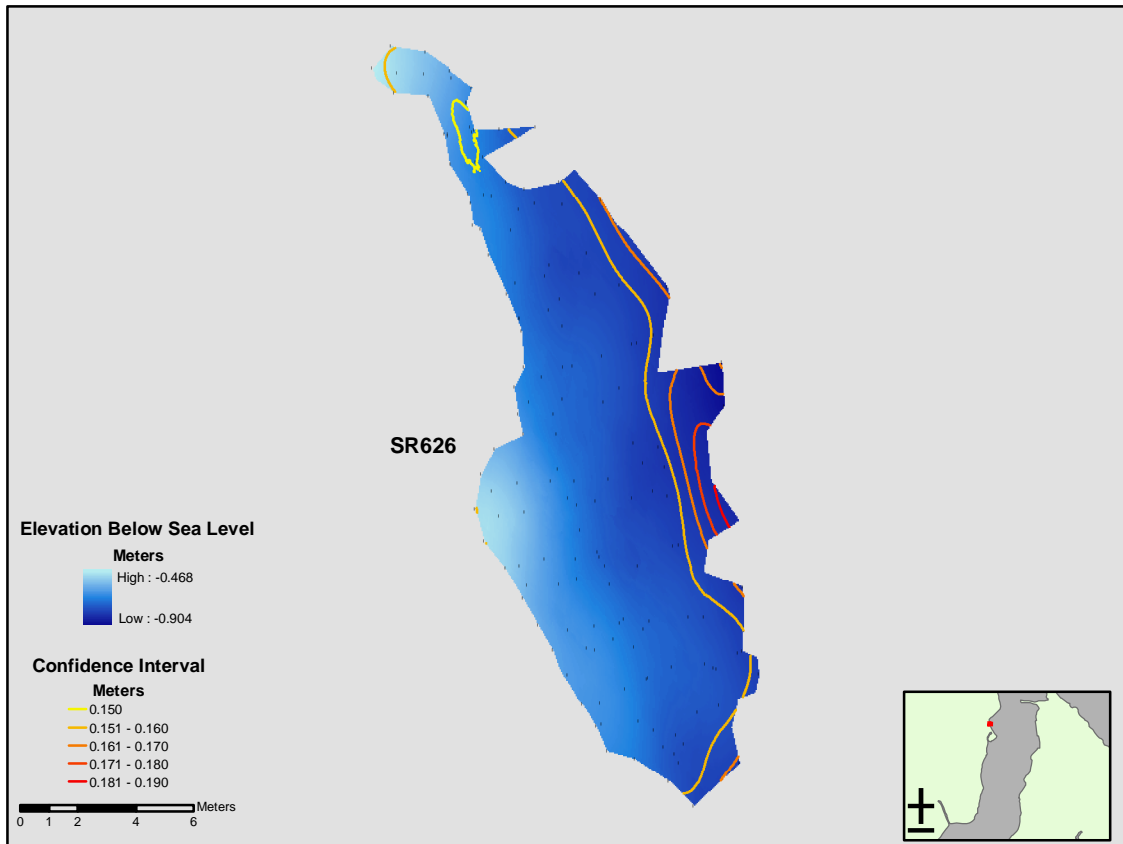 SR626
Elevation Below Sea Level
Meters
High : -0.468
Low : -0.904
Confidence Interval
Meters
0.150
0.151 - 0.160
0.161 - 0.170
0.171 - 0.180
0.181 - 0.190
Meters
0 1 2 4 6